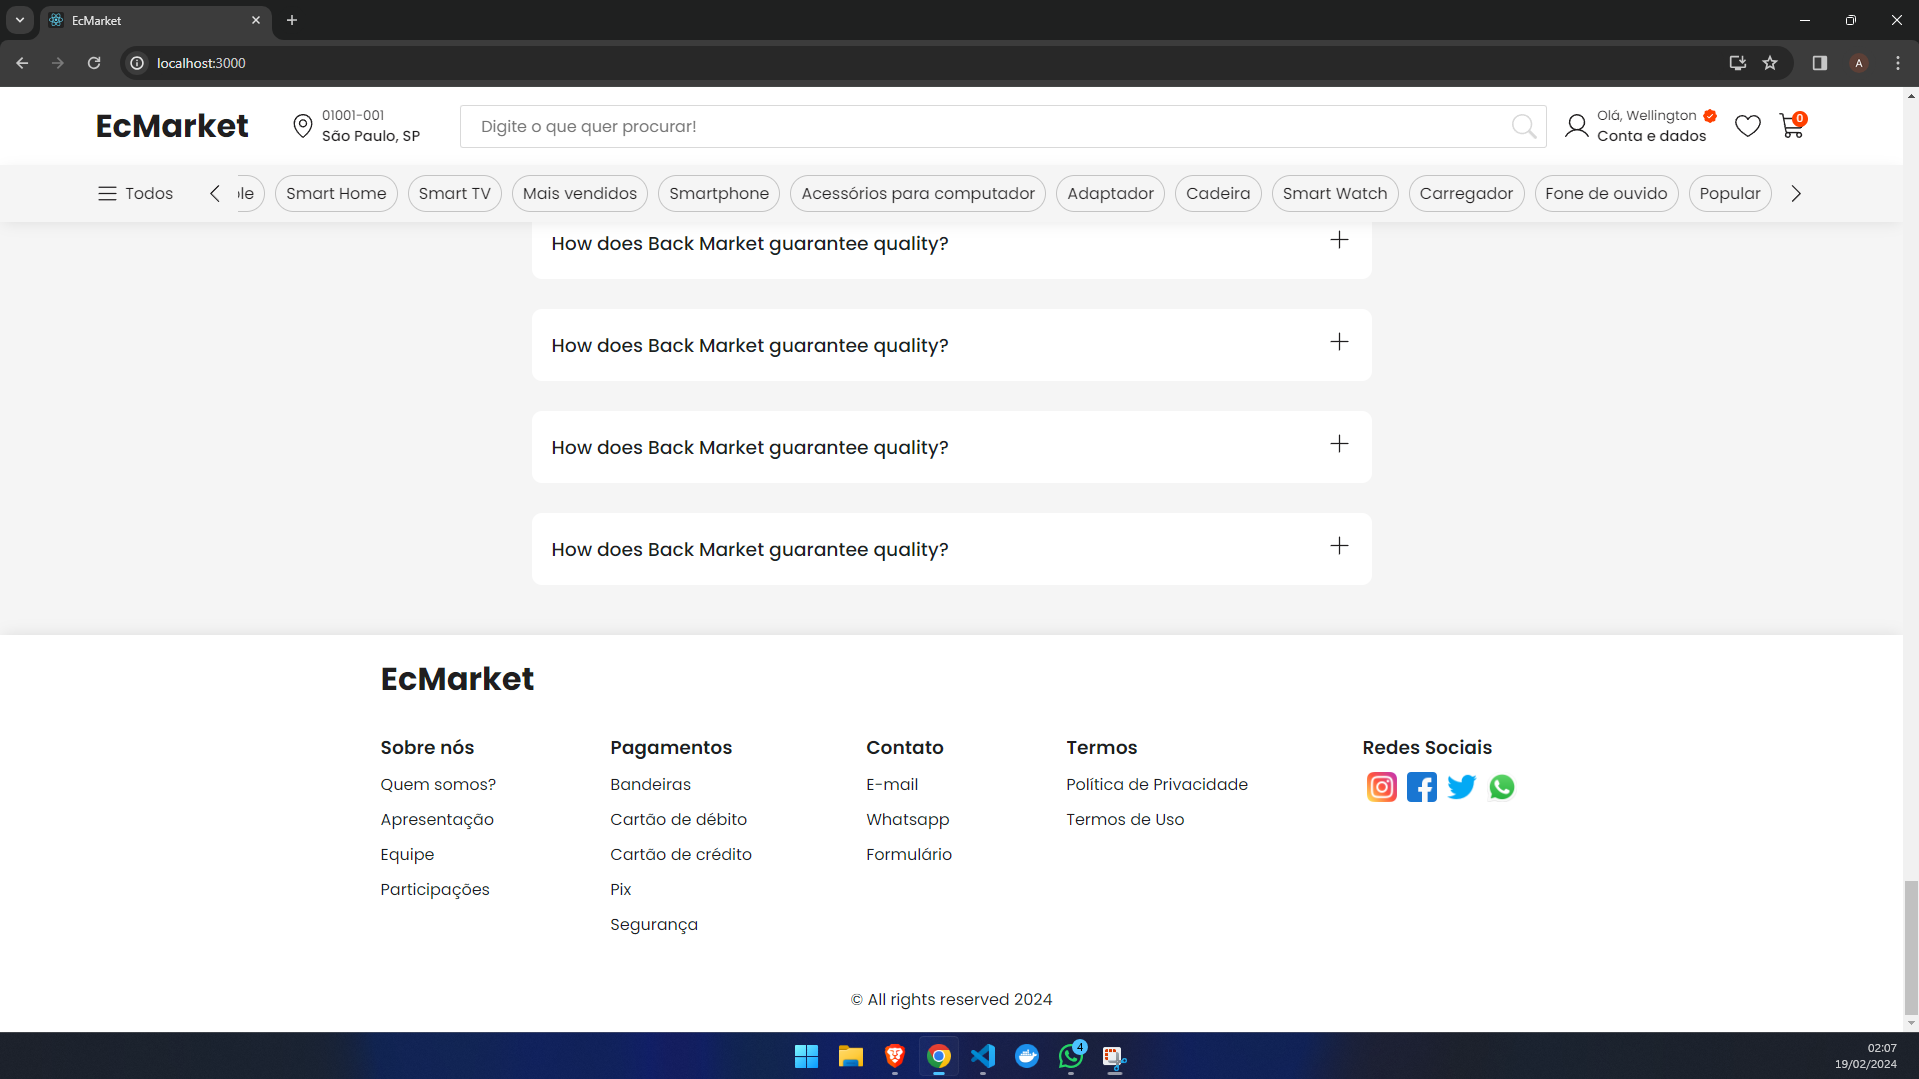 EcMarket
localhost:3000
A
EcMarket
01001-001
São Paulo, SP
Digite o que quer procurar!
Olá, Wellington
Conta e dados
0
Todos
Smart Home
Smart TV
Mais vendidos
Smartphone
Acessórios para computador
Adaptador
Cadeira
Smart Watch
Carregador
Fone de ouvido
Popular
How does Back Market guarantee quality?
How does Back Market guarantee quality?
How does Back Market guarantee quality?
How does Back Market guarantee quality?
EcMarket
Sobre nós
Quem somos?
Apresentação
Equipe
Participações
Pagamentos
Bandeiras
Cartão de débito
Cartão de crédito
Pix
Segurança
Contato
E-mail
Whatsapp
Formulário
Termos
Política de Privacidade
Termos de Uso
Redes Sociais
© All rights reserved 2024
4
02:07
19/02/2024